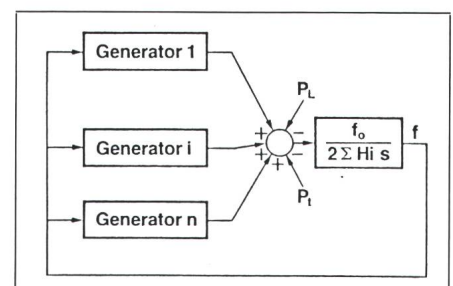 Generator 1
P_L
+
−
f_o
f
Generator i
+
+
−
2 Σ Hi s
+
P_t
Generator n